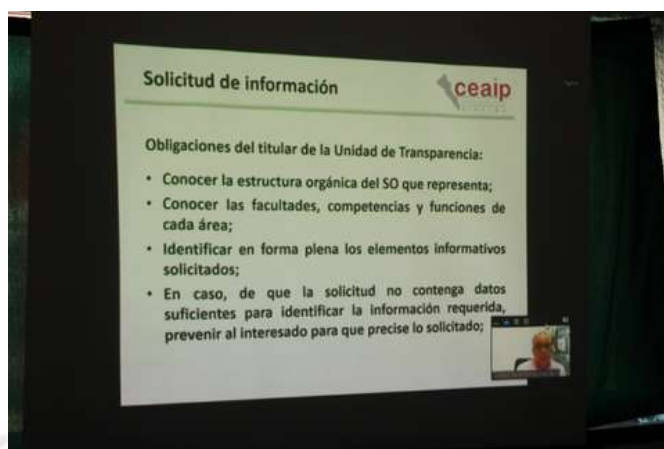 Solicitud de información
ceaip
Obligaciones del titular de la Unidad de Transparencia:
• Conocer la estructura orgánica del SO que representa;
• Conocer las facultades, competencias y funciones de
cada área;
• Identificar en forma plena los elementos informativos
solicitados;
• En caso, de que la solicitud no contenga datos
suficientes para identificar la información requerida,
prevenir al interesado para que precise lo solicitado;